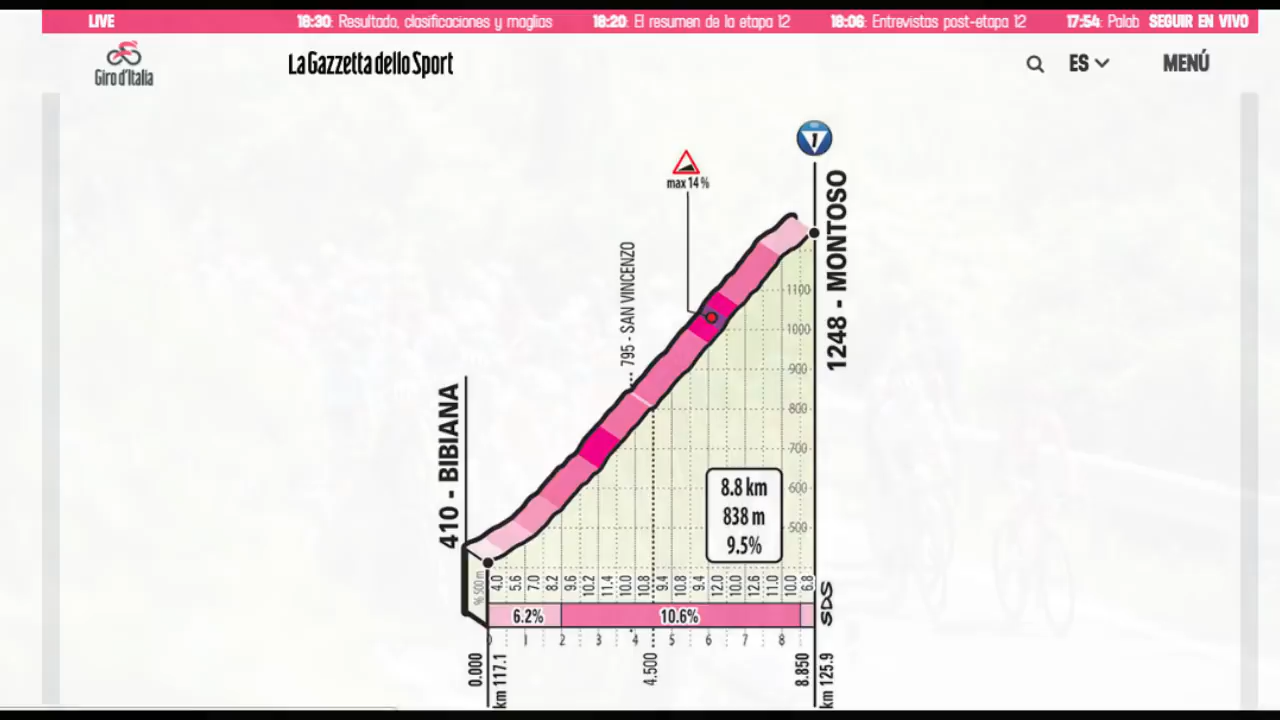 LIVE
18:30: Resultado, clasificaciones y maglias
18:20: El resumen de la etapa 12
18:06: Entrevistas post-etapa 12
17:54: Palab
SEGUIR EN VIVO
Giro d'Italia
La Gazzetta dello Sport
ES
MENÚ
1
max 14%
1248 - MONTOSO
795 - SAN VINCENZO
410 - BIBIANA
1100
1000
900
800
700
600
500
8.8 km
838 m
9.5%
% 500 m
4.0 5.6 7.0 8.2 9.6 10.2 11.4 10.0 10.8 9.4 10.8 9.4 12.0 10.0 12.6 11.0 10.0 6.8
6.2% 10.6%
SDS
0 1 2 3 4 5 6 7 8
0.000 4.500 8.850
km 117.1 km 125.9